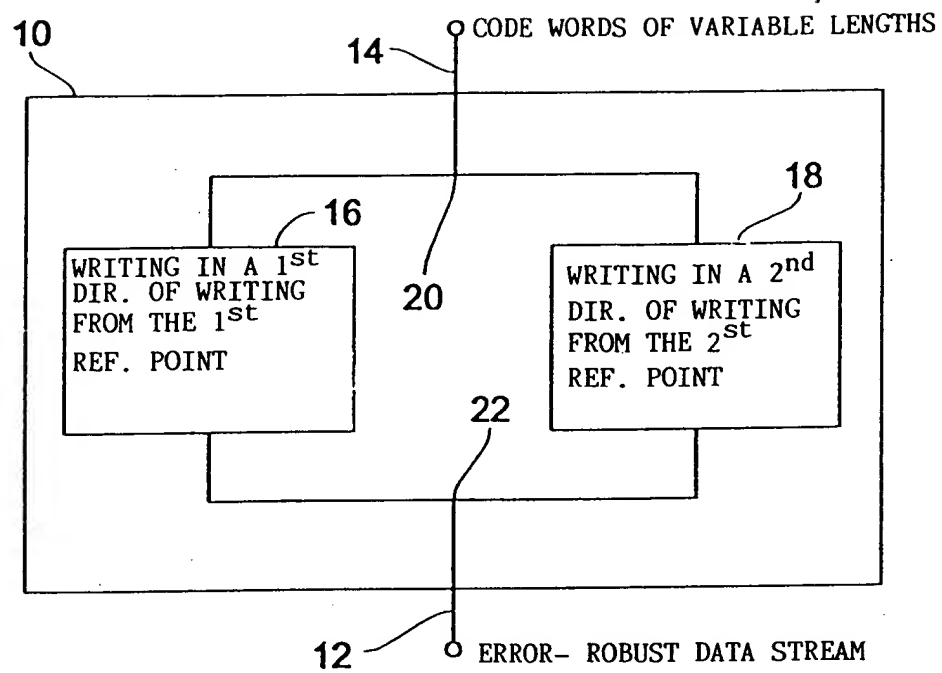 10
14
CODE WORDS OF VARIABLE LENGTHS
16
18
WRITING IN A 1st
DIR. OF WRITING
FROM THE 1st
REF. POINT
20
WRITING IN A 2nd
DIR. OF WRITING
FROM THE 2st
REF. POINT
22
12
ERROR- ROBUST DATA STREAM